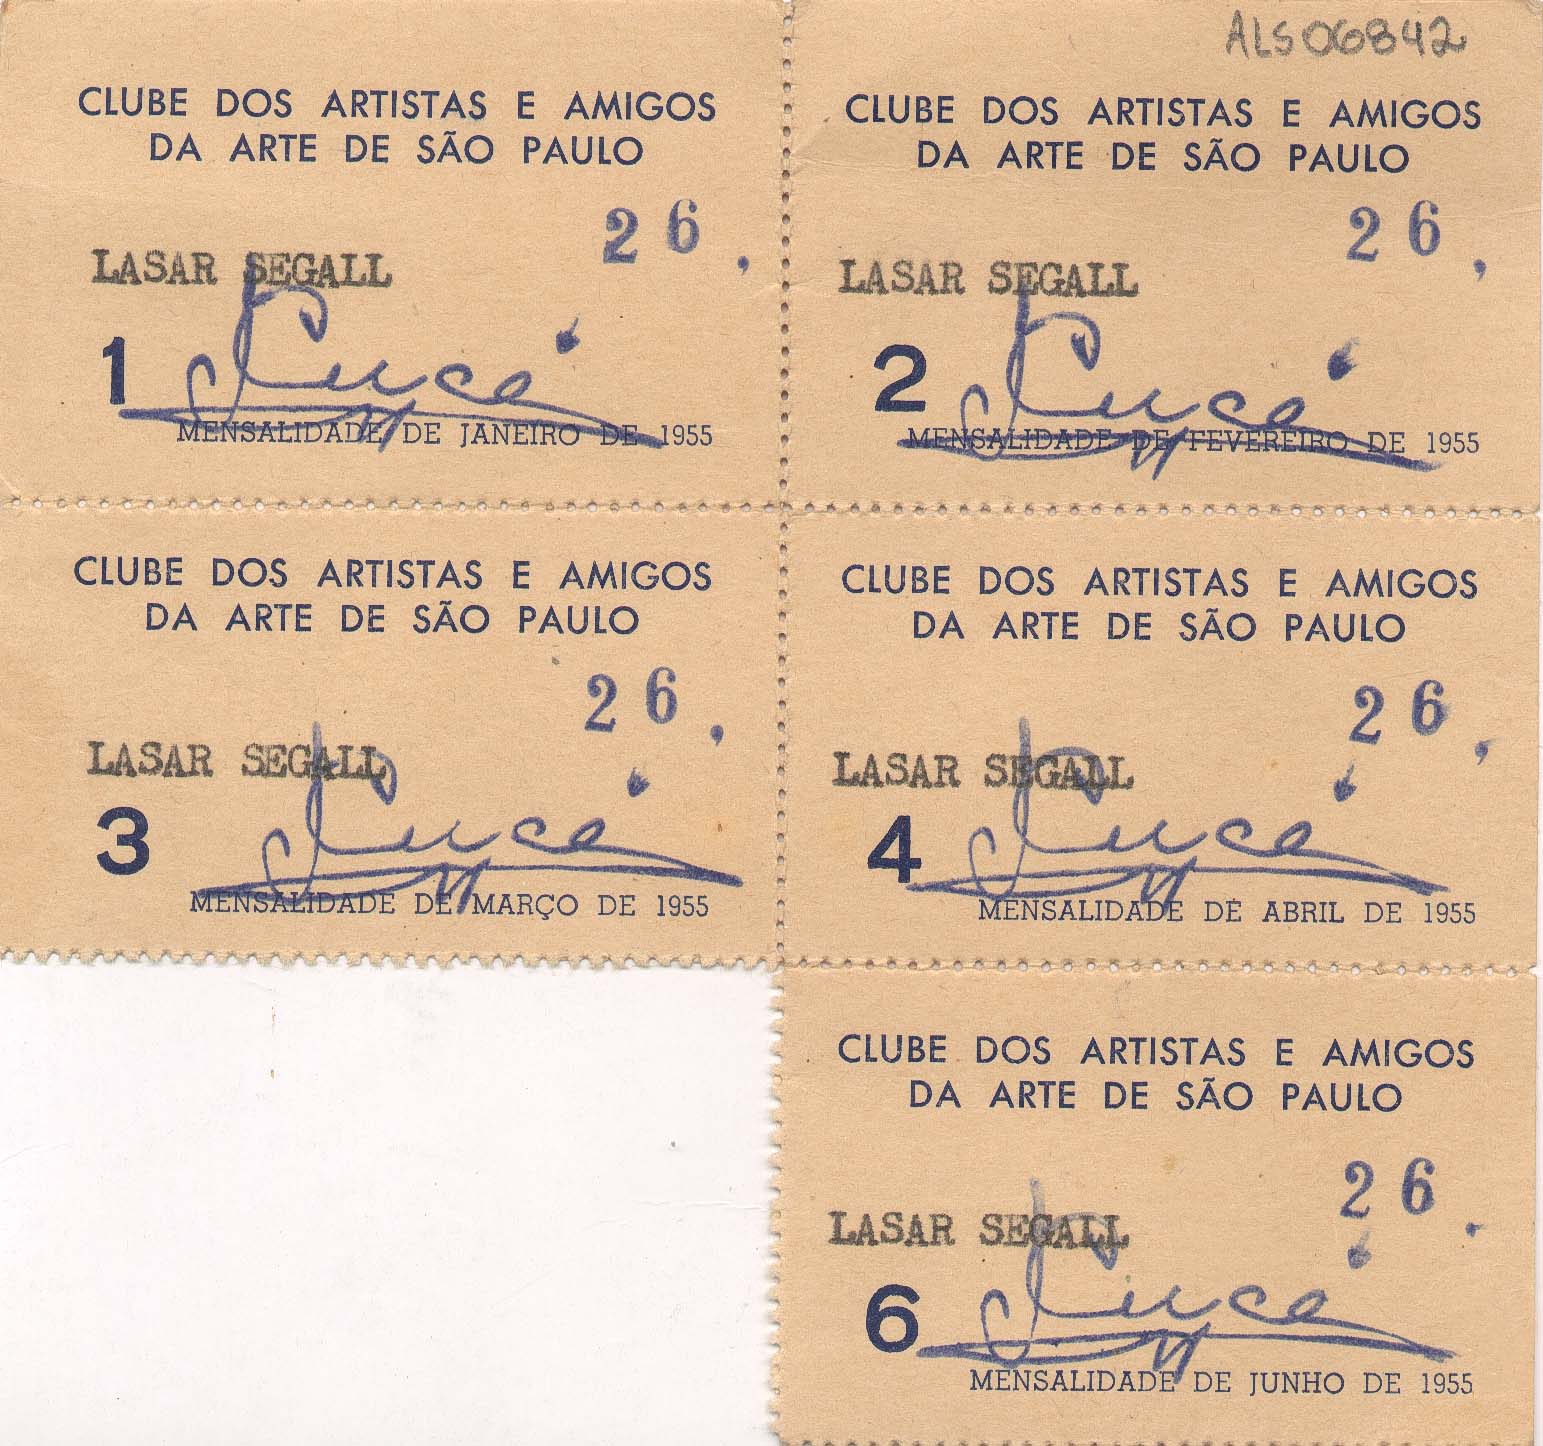 ALS06842
CLUBE DOS ARTISTAS E AMIGOS
DA ARTE DE SÃO PAULO
26.
LASAR SEGALL
1
MENSALIDADE DE JANEIRO DE 1955
CLUBE DOS ARTISTAS E AMIGOS
DA ARTE DE SÃO PAULO
26.
LASAR SEGALL
2
MENSALIDADE DE FEVEREIRO DE 1955
CLUBE DOS ARTISTAS E AMIGOS
DA ARTE DE SÃO PAULO
26.
LASAR SEGALL
3
MENSALIDADE DE MARÇO DE 1955
CLUBE DOS ARTISTAS E AMIGOS
DA ARTE DE SÃO PAULO
26.
LASAR SEGALL
4
MENSALIDADE DE ABRIL DE 1955
CLUBE DOS ARTISTAS E AMIGOS
DA ARTE DE SÃO PAULO
26.
LASAR SEGALL
6
MENSALIDADE DE JUNHO DE 1955